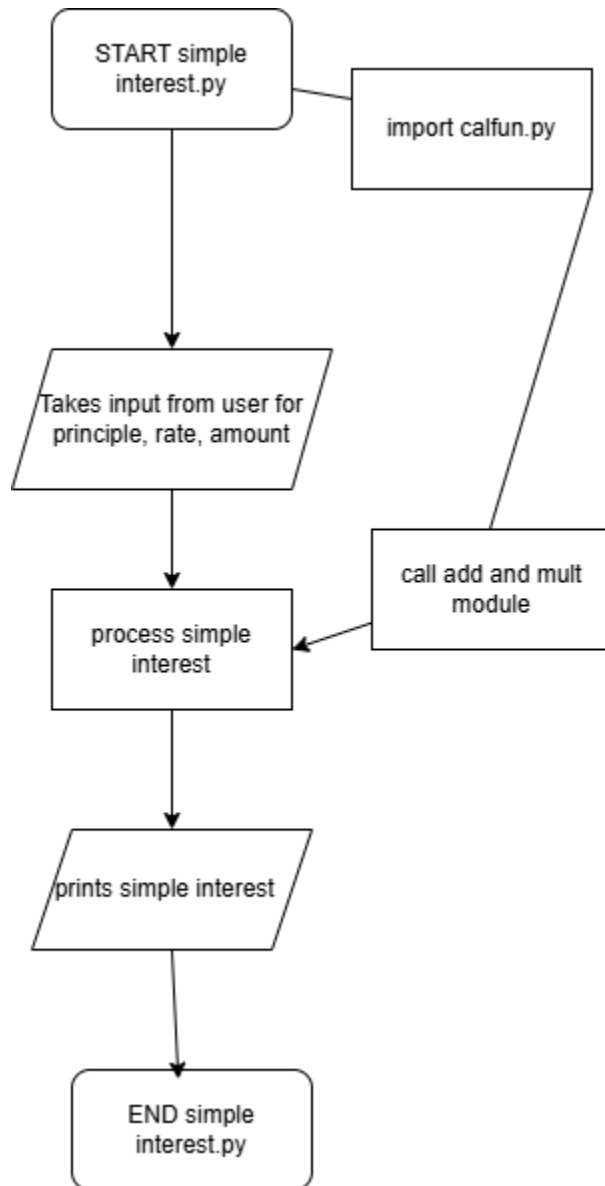 START simple
interest.py
import calfun.py
Takes input from user for
principle, rate, amount
call add and mult
module
process simple
interest
prints simple interest
END simple
interest.py